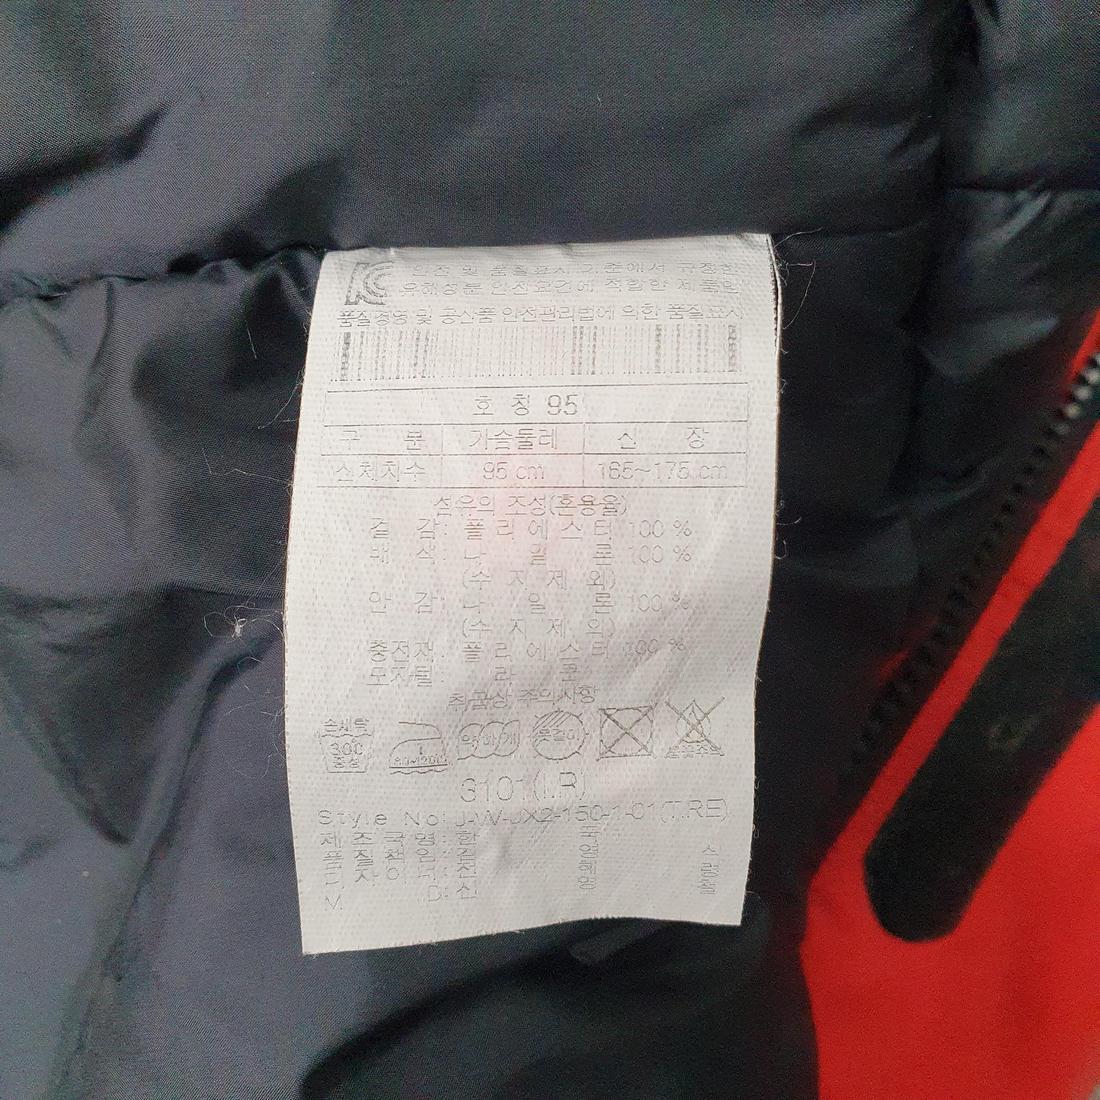 안전 및 품질표시 기준에서 규정한
유해성분 안전요건에 적합한 제품임
품질경영 및 공산품 안전관리법에 의한 품질표시
호 칭 95
구 분 가슴둘레 신 장
신체치수 95 cm 165~175 cm
섬유의 조성(혼용율)
겉 감 : 폴 리 에 스 터 100 %
배 색 : 나 일 론 100 %
(수 지 제 외)
안 감 : 나 일 론 100 %
(수 지 제 외)
충전재 : 폴 리 에 스 터 100 %
모자털 : 라 쿤
취급상 주의사항
손세탁 30C 중성
80~120C
약하게
옷걸이
3101(I.R)
Style No: J-W-JX2-150-1-01(T.RE)
제 조 국 명 : 한 국
품 질 책 임 :
디 자 이 너 :
M D : 신